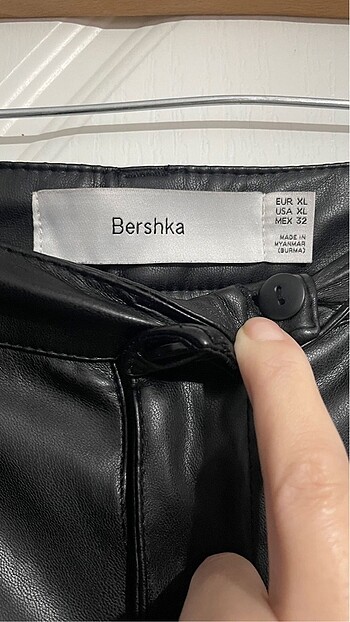 Bershka
EUR XL
USA XL
MEX 32
MADE IN
MYANMAR
(BURMA)